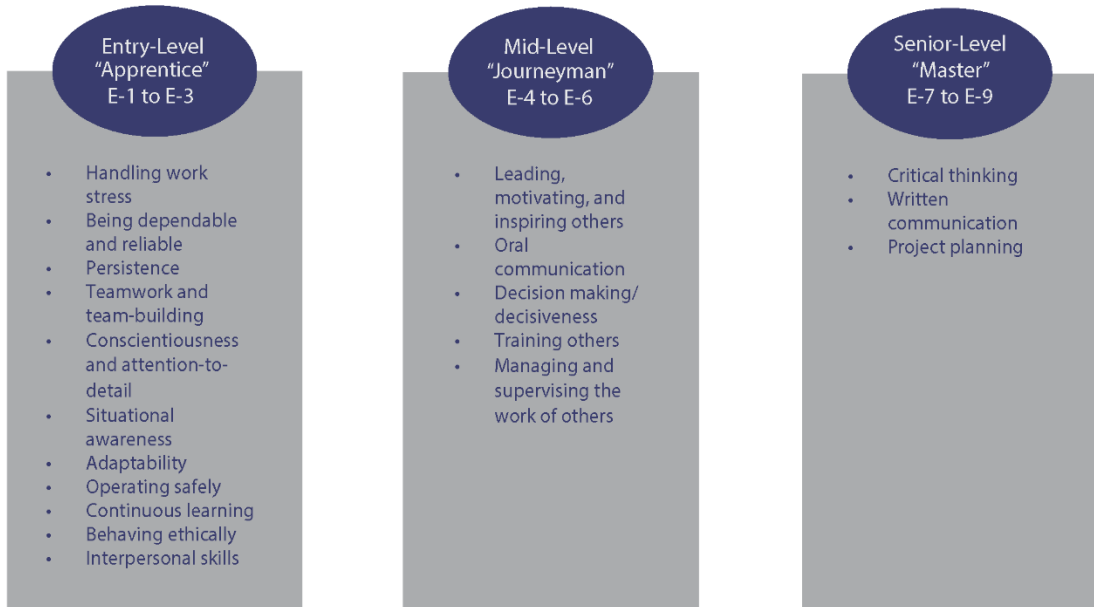 Entry-Level
“Apprentice”
E-1 to E-3
• Handling work
stress
• Being dependable
and reliable
• Persistence
• Teamwork and
team-building
• Conscientiousness
and attention-to-
detail
• Situational
awareness
• Adaptability
• Operating safely
• Continuous learning
• Behaving ethically
• Interpersonal skills
Mid-Level
“Journeyman”
E-4 to E-6
• Leading,
motivating, and
inspiring others
• Oral
communication
• Decision making/
decisiveness
• Training others
• Managing and
supervising the
work of others
Senior-Level
“Master”
E-7 to E-9
• Critical thinking
• Written
communication
• Project planning